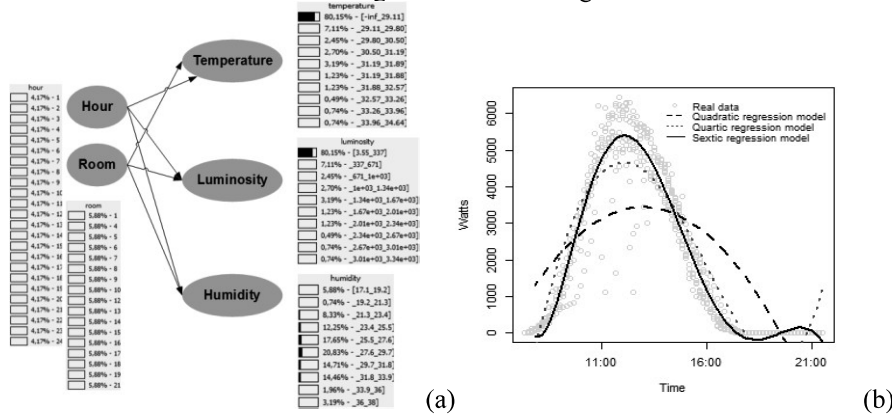 temperature
80,15% - [-inf_29.11]
7,11% - _29.11_29.80]
2,45% - _29.80_30.50]
2,70% - _30.50_31.19]
3,19% - _31.19_31.89]
1,23% - _31.19_31.88]
1,23% - _31.88_32.57]
0,49% - _32.57_33.26]
0,74% - _33.26_33.96]
0,74% - _33.96_34.64]
Temperature
hour
4,17% - 1
4,17% - 2
4,17% - 3
4,17% - 4
4,17% - 5
4,17% - 6
4,17% - 7
4,17% - 8
4,17% - 9
4,17% - 10
4,17% - 11
4,17% - 12
4,17% - 13
4,17% - 14
4,17% - 15
4,17% - 16
4,17% - 17
4,17% - 18
4,17% - 19
4,17% - 20
4,17% - 21
4,17% - 22
4,17% - 23
4,17% - 24
Hour
Room
room
5.88% - 1
5.88% - 4
5.88% - 5
5.88% - 6
5.88% - 7
5.88% - 8
5.88% - 9
5.88% - 10
5.88% - 12
5.88% - 13
5.88% - 14
5.88% - 15
5.88% - 16
5.88% - 17
5.88% - 18
5.88% - 19
5.88% - 21
luminosity
80,15% - [3.55_337]
7,11% - _337_671]
2,45% - _671_1e+03]
2,70% - _1e+03_1.34e+03]
3,19% - _1.34e+03_1.67e+03]
1,23% - _1.67e+03_2.01e+03]
1,23% - _2.01e+03_2.34e+03]
0,49% - _2.34e+03_2.67e+03]
0,74% - _2.67e+03_3.01e+03]
0,74% - _3.01e+03_3.34e+03]
Luminosity
humidity
5,88% - [17.1_19.2]
0,74% - _19.2_21.3]
8,33% - _21.3_23.4]
12,25% - _23.4_25.5]
17,65% - _25.5_27.6]
20,83% - _27.6_29.7]
14,71% - _29.7_31.8]
14,46% - _31.8_33.9]
1,96% - _33.9_36]
3,19% - _36_38]
Humidity
(a)
Real data
Quadratic regression model
Quartic regression model
Sextic regression model
Watts
6000
5000
4000
3000
2000
1000
0
11:00 16:00 21:00
Time
(b)